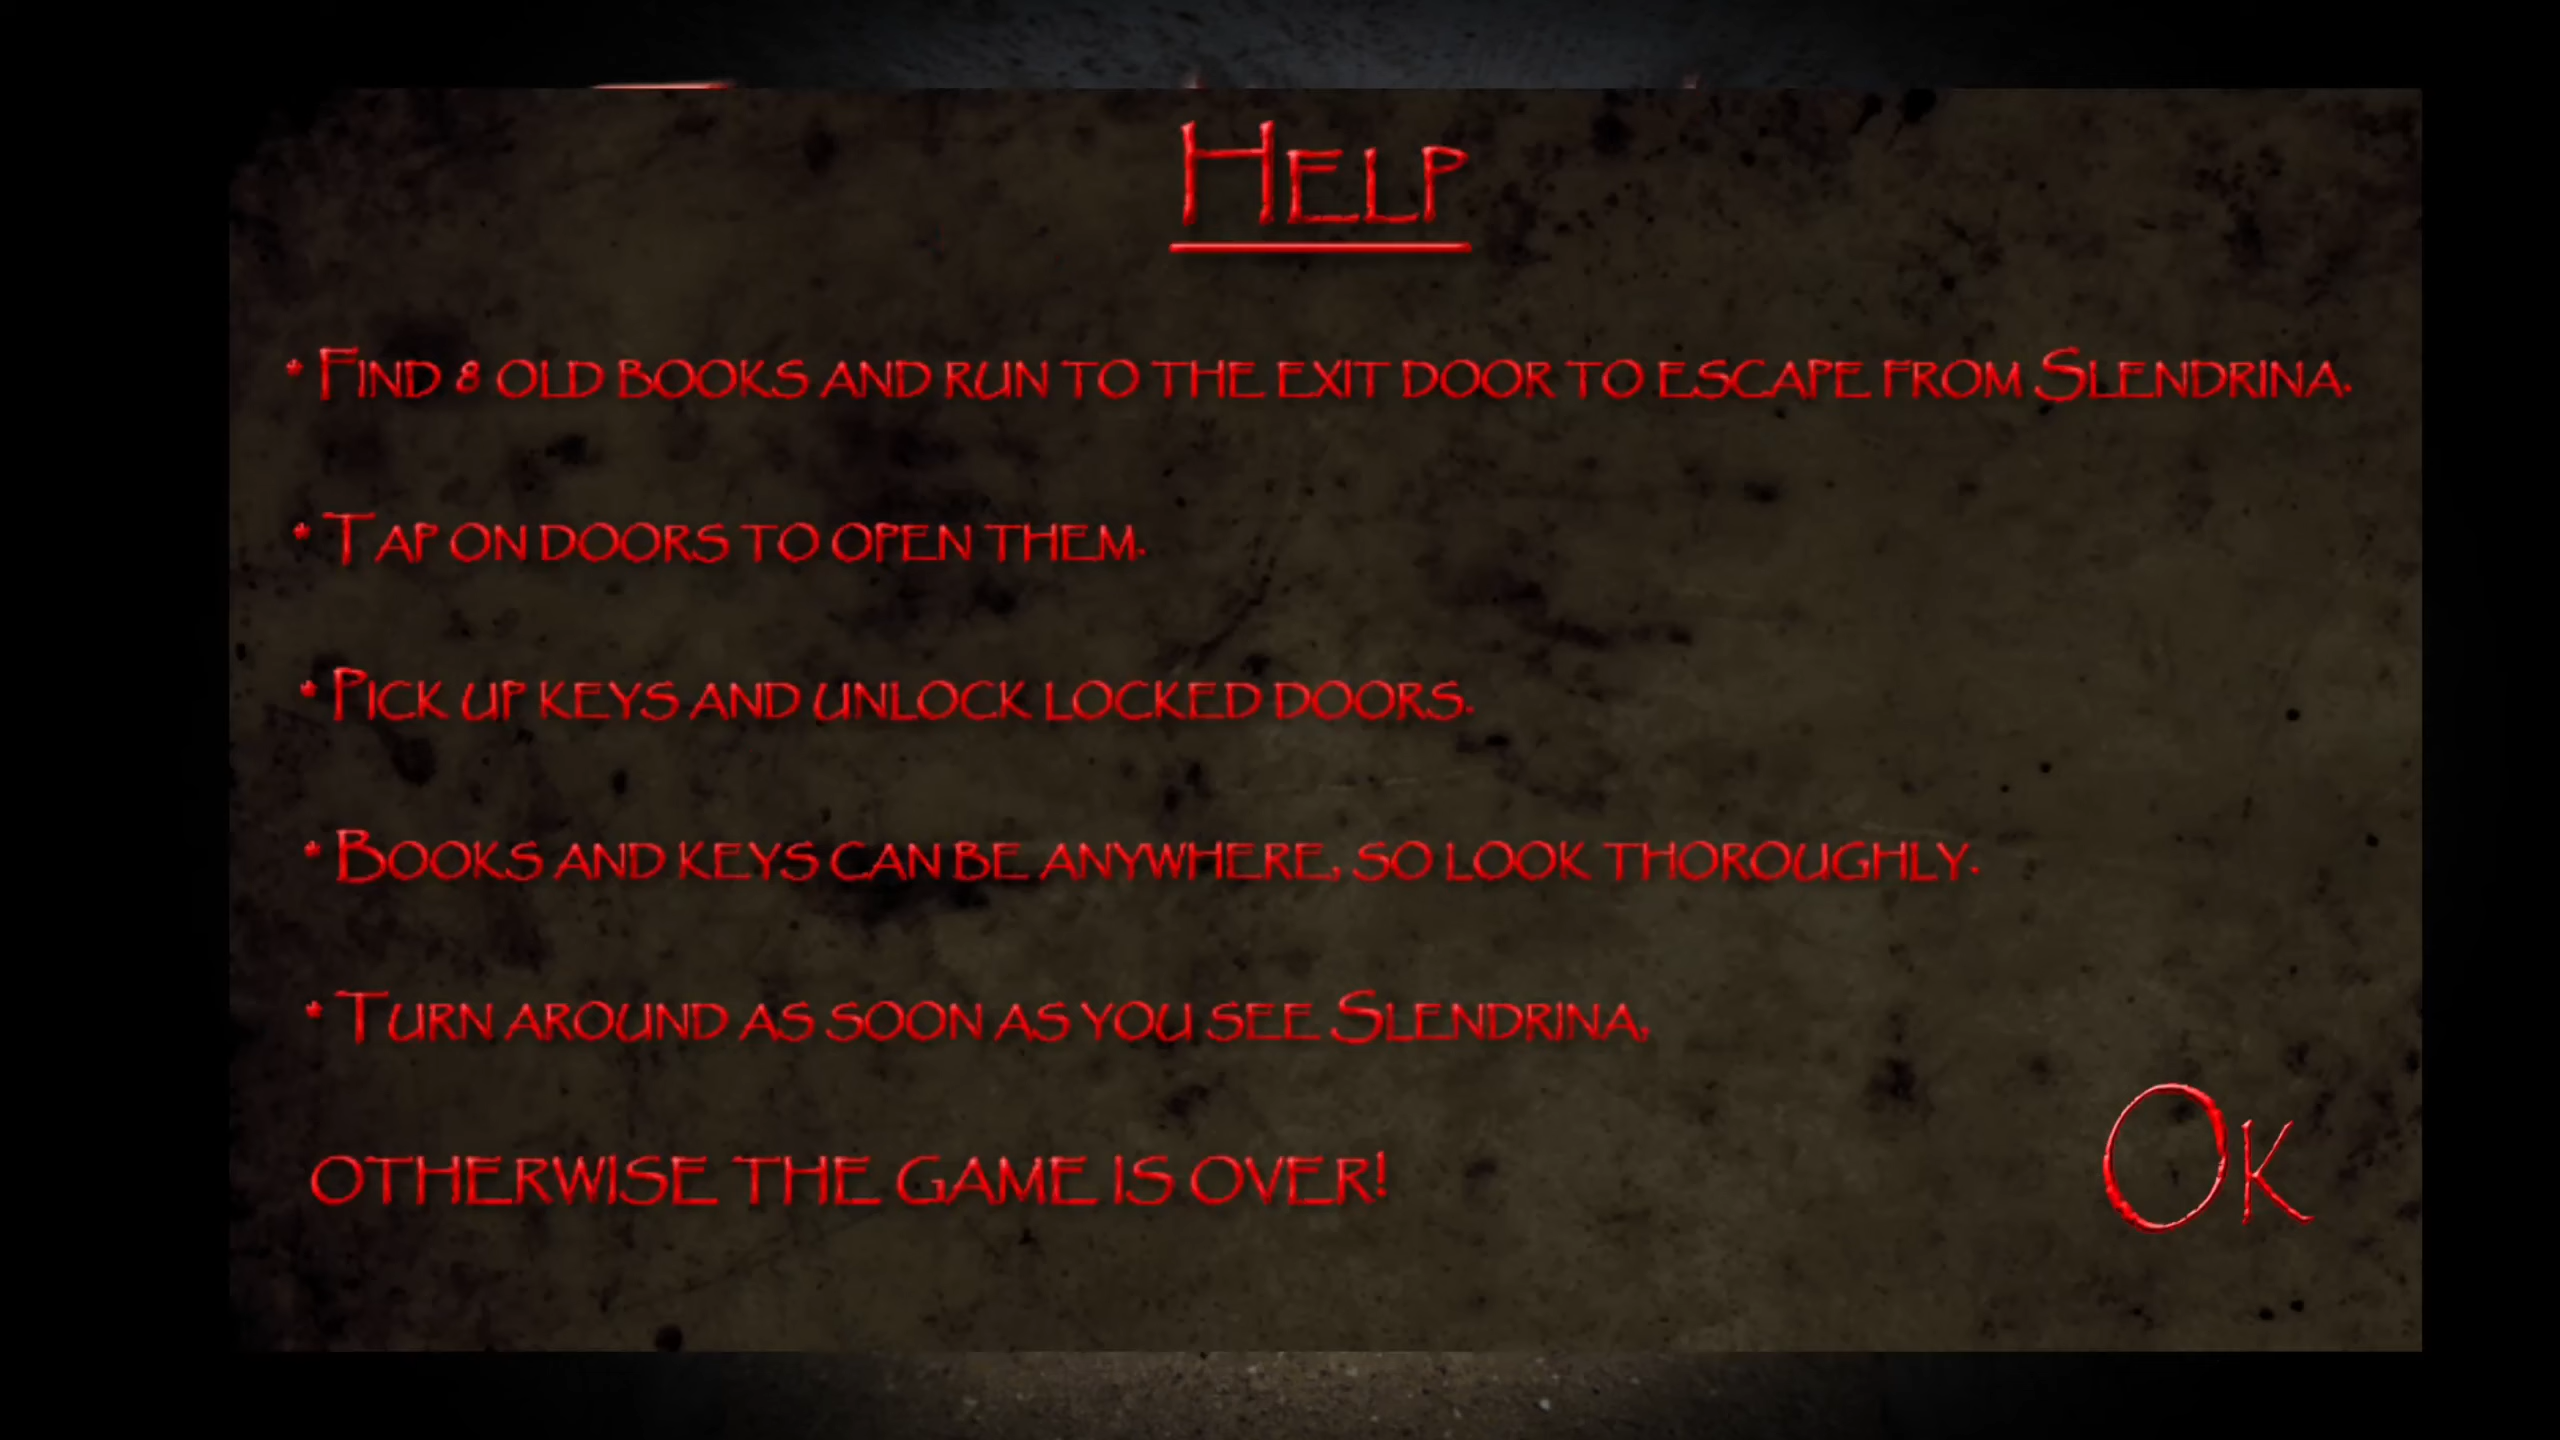 Help
* Find 8 old books and run to the exit door to escape from Slendrina.
* Tap on doors to open them.
* Pick up keys and unlock locked doors.
* Books and keys can be anywhere, so look thoroughly.
* Turn around as soon as you see Slendrina,
otherwise the game is over!
Ok